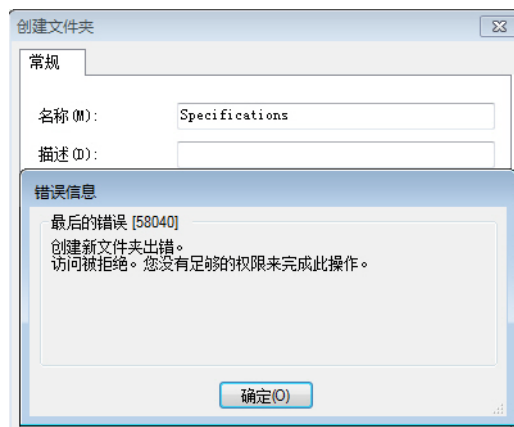 创建文件夹
常规
名称(M):
Specifications
描述(D):
错误信息
最后的错误 [58040]
创建新文件夹出错。
访问被拒绝。您没有足够的权限来完成此操作。
确定(O)